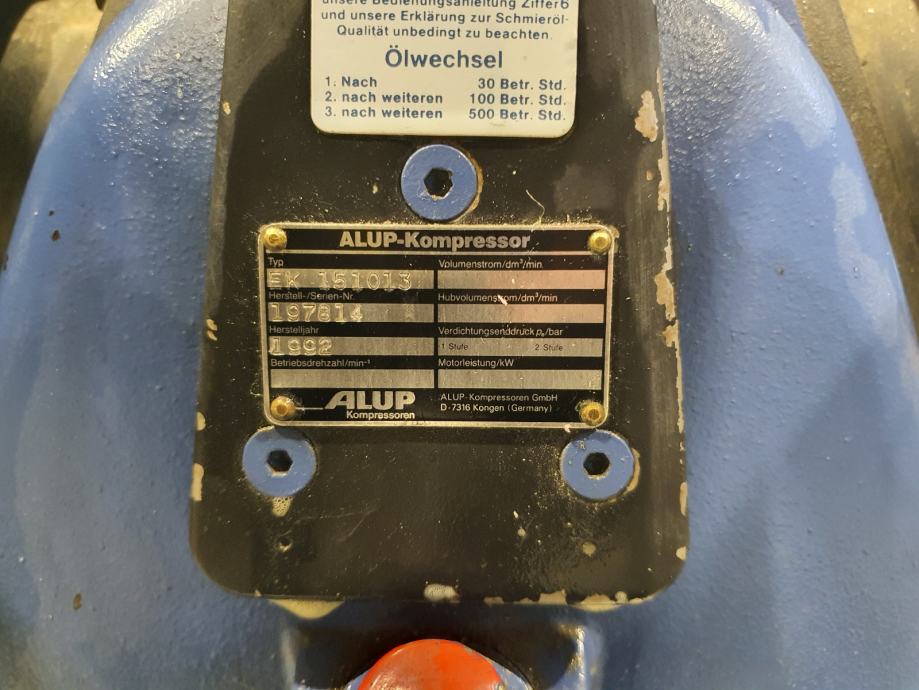 unsere Bedienungsanleitung Ziffer 6
und unsere Erklärung zur Schmieröl-
Qualität unbedingt zu beachten.
Ölwechsel
1. Nach 30 Betr. Std.
2. nach weiteren 100 Betr. Std.
3. nach weiteren 500 Betr. Std.
ALUP-Kompressor
Typ Volumenstrom/dm³/min
EK 151013
Herstell-/Serien-Nr. Hubvolumenstrom/dm³/min
197814
Herstelljahr Verdichtungsenddruck pₑ/bar
1992 1 Stufe 2 Stufe
Betriebsdrehzahl/min⁻¹ Motorleistung/kW
ALUP
Kompressoren
ALUP-Kompressoren GmbH
D-7316 Köngen (Germany)